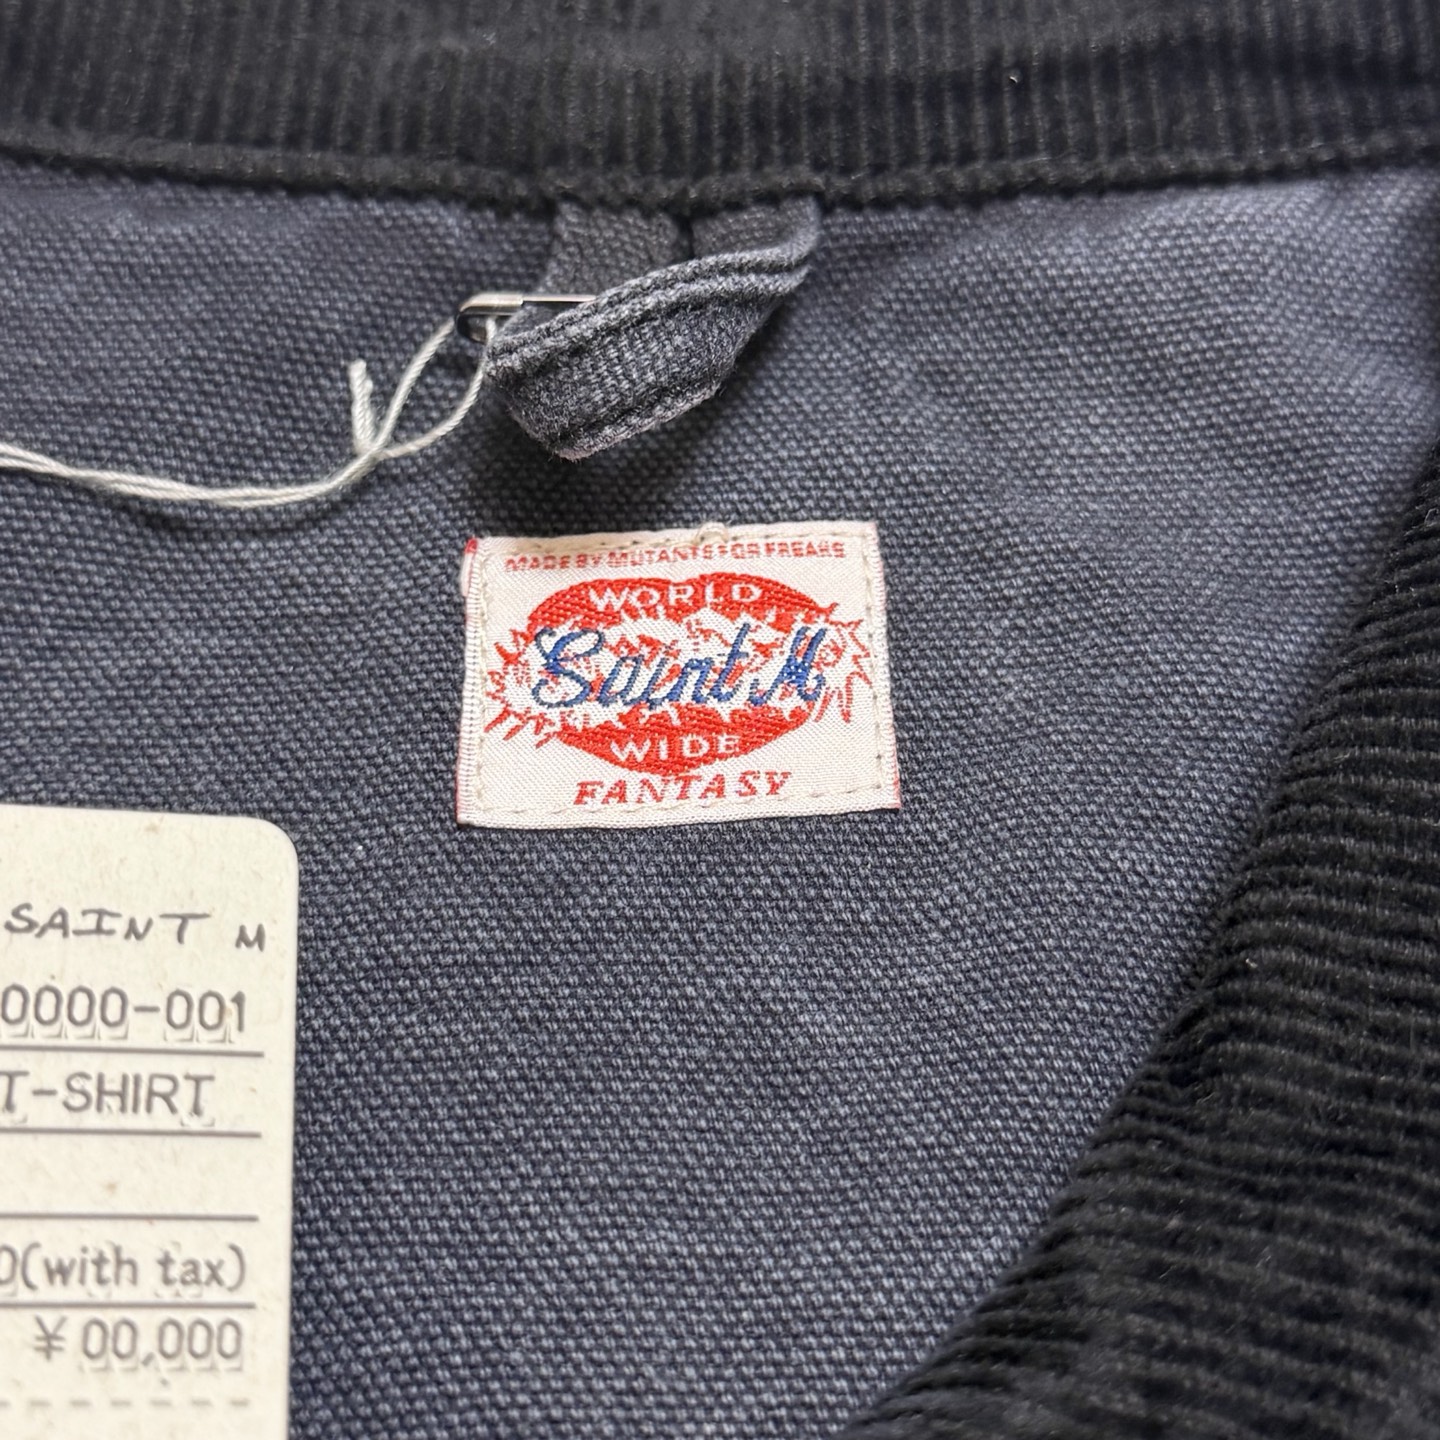 MADE BY MUTANTS FOR FREAKS
WORLD
Saint M
WIDE
FANTASY
SAINT M
0000-001
T-SHIRT
0(with tax)
¥00,000